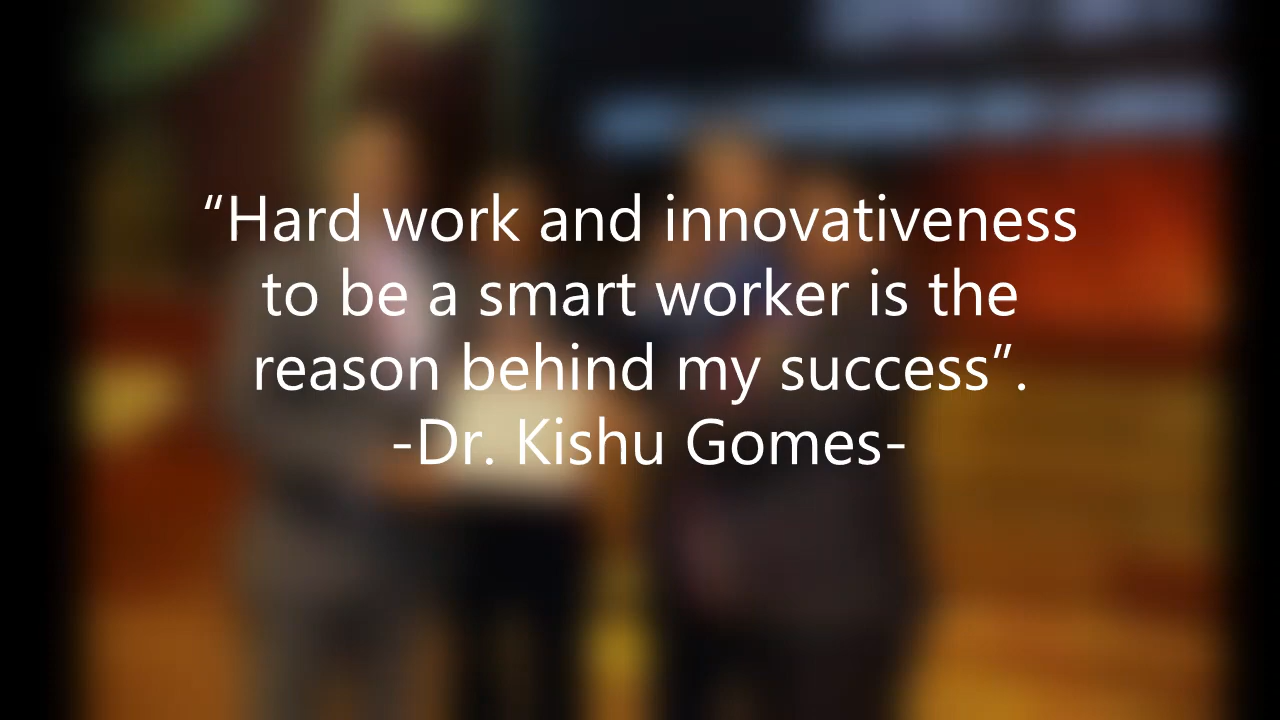 “Hard work and innovativeness
to be a smart worker is the
reason behind my success”.
-Dr. Kishu Gomes-